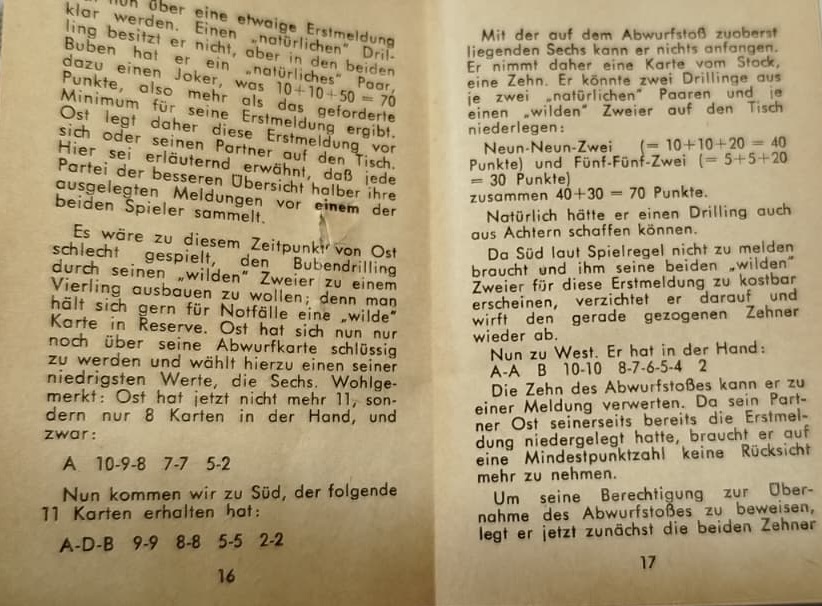 nun über eine etwaige Erstmeldung
klar werden. Einen „natürlichen" Dril-
ling besitzt er nicht, aber in den beiden
Buben hat er ein „natürliches" Paar,
dazu einen Joker, was 10+10+50 = 70
Punkte, also mehr als das geforderte
Minimum für seine Erstmeldung ergibt.
Ost legt daher diese Erstmeldung vor
sich oder seinen Partner auf den Tisch.
Hier sei erläuternd erwähnt, daß jede
Partei der besseren Übersicht halber ihre
ausgelegten Meldungen vor einem der
beiden Spieler sammelt.
Es wäre zu diesem Zeitpunkt von Ost
schlecht gespielt, den Bubendrilling
durch seinen „wilden" Zweier zu einem
Vierling ausbauen zu wollen; denn man
hält sich gern für Notfälle eine „wilde"
Karte in Reserve. Ost hat sich nun nur
noch über seine Abwurfkarte schlüssig
zu werden und wählt hierzu einen seiner
niedrigsten Werte, die Sechs. Wohlge-
merkt: Ost hat jetzt nicht mehr 11, son-
dern nur 8 Karten in der Hand, und
zwar:
A 10-9-8 7-7 5-2
Nun kommen wir zu Süd, der folgende
11 Karten erhalten hat:
A-D-B 9-9 8-8 5-5 2-2
16
Mit der auf dem Abwurfstoß zuoberst
liegenden Sechs kann er nichts anfangen.
Er nimmt daher eine Karte vom Stock,
eine Zehn. Er könnte zwei Drillinge aus
je zwei „natürlichen" Paaren und je
einen „wilden" Zweier auf den Tisch
niederlegen:
Neun-Neun-Zwei (= 10+10+20 = 40
Punkte) und Fünf-Fünf-Zwei (= 5+5+20
= 30 Punkte)
zusammen 40+30 = 70 Punkte.
Natürlich hätte er einen Drilling auch
aus Achtern schaffen können.
Da Süd laut Spielregel nicht zu melden
braucht und ihm seine beiden „wilden"
Zweier für diese Erstmeldung zu kostbar
erscheinen, verzichtet er darauf und
wirft den gerade gezogenen Zehner
wieder ab.
Nun zu West. Er hat in der Hand:
A-A B 10-10 8-7-6-5-4 2
Die Zehn des Abwurfstoßes kann er zu
einer Meldung verwerten. Da sein Part-
ner Ost seinerseits bereits die Erstmel-
dung niedergelegt hatte, braucht er auf
eine Mindestpunktzahl keine Rücksicht
mehr zu nehmen.
Um seine Berechtigung zur Über-
nahme des Abwurfstoßes zu beweisen,
legt er jetzt zunächst die beiden Zehner
17